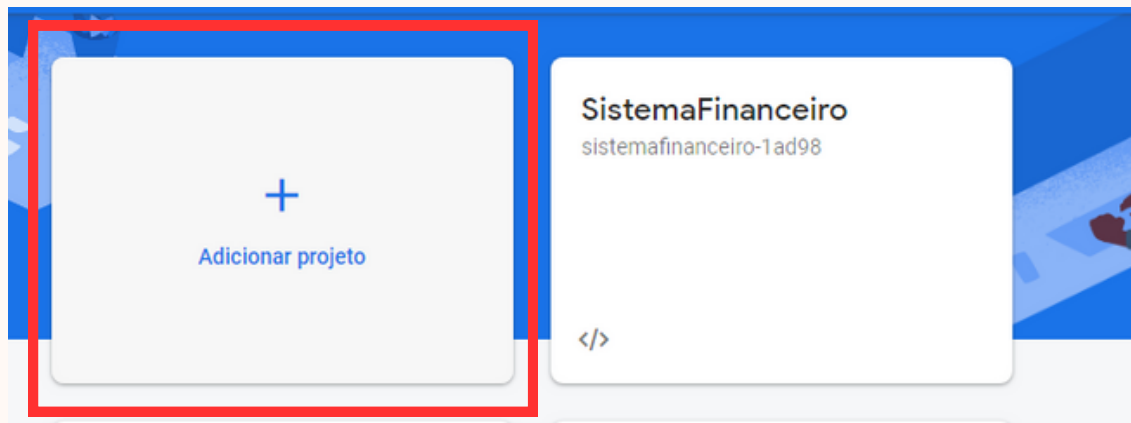 +
Adicionar projeto
SistemaFinanceiro
sistemafinanceiro-1ad98
</>